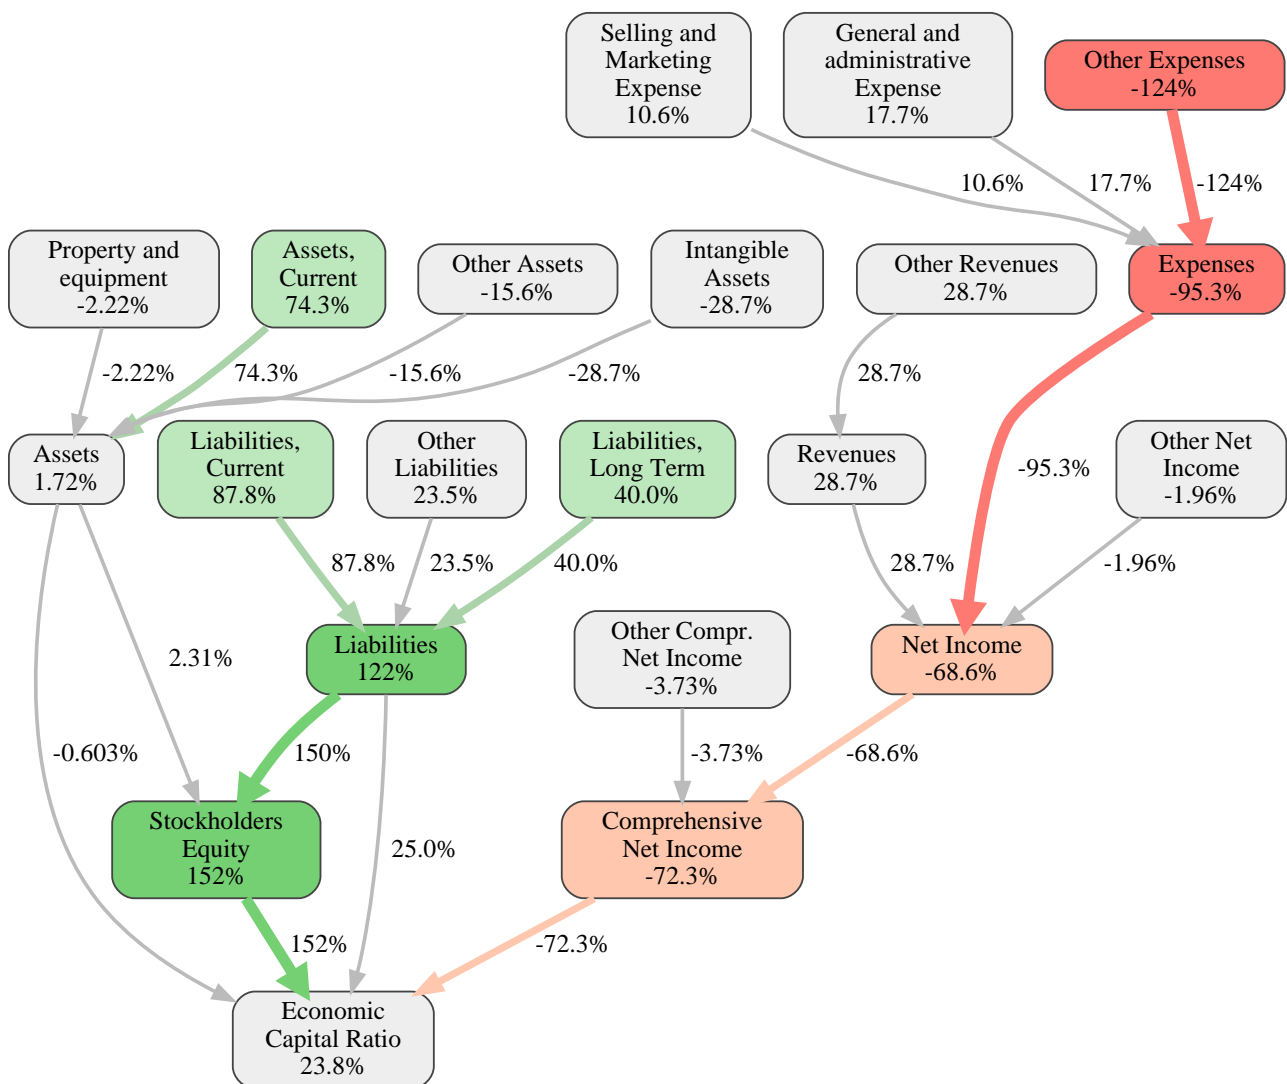 Selling and
Marketing
Expense
10.6%
General and
administrative
Expense
17.7%
Other Expenses
-124%
10.6%
17.7%
-124%
Property and
equipment
-2.22%
Assets,
Current
74.3%
Other Assets
-15.6%
Intangible
Assets
-28.7%
Other Revenues
28.7%
Expenses
-95.3%
-2.22%
74.3%
-15.6%
-28.7%
28.7%
Assets
1.72%
Liabilities,
Current
87.8%
Other
Liabilities
23.5%
Liabilities,
Long Term
40.0%
Revenues
28.7%
-95.3%
Other Net
Income
-1.96%
87.8%
23.5%
40.0%
28.7%
-1.96%
2.31%
Liabilities
122%
Other Compr.
Net Income
-3.73%
Net Income
-68.6%
-0.603%
150%
-3.73%
-68.6%
Stockholders
Equity
152%
25.0%
Comprehensive
Net Income
-72.3%
152%
-72.3%
Economic
Capital Ratio
23.8%